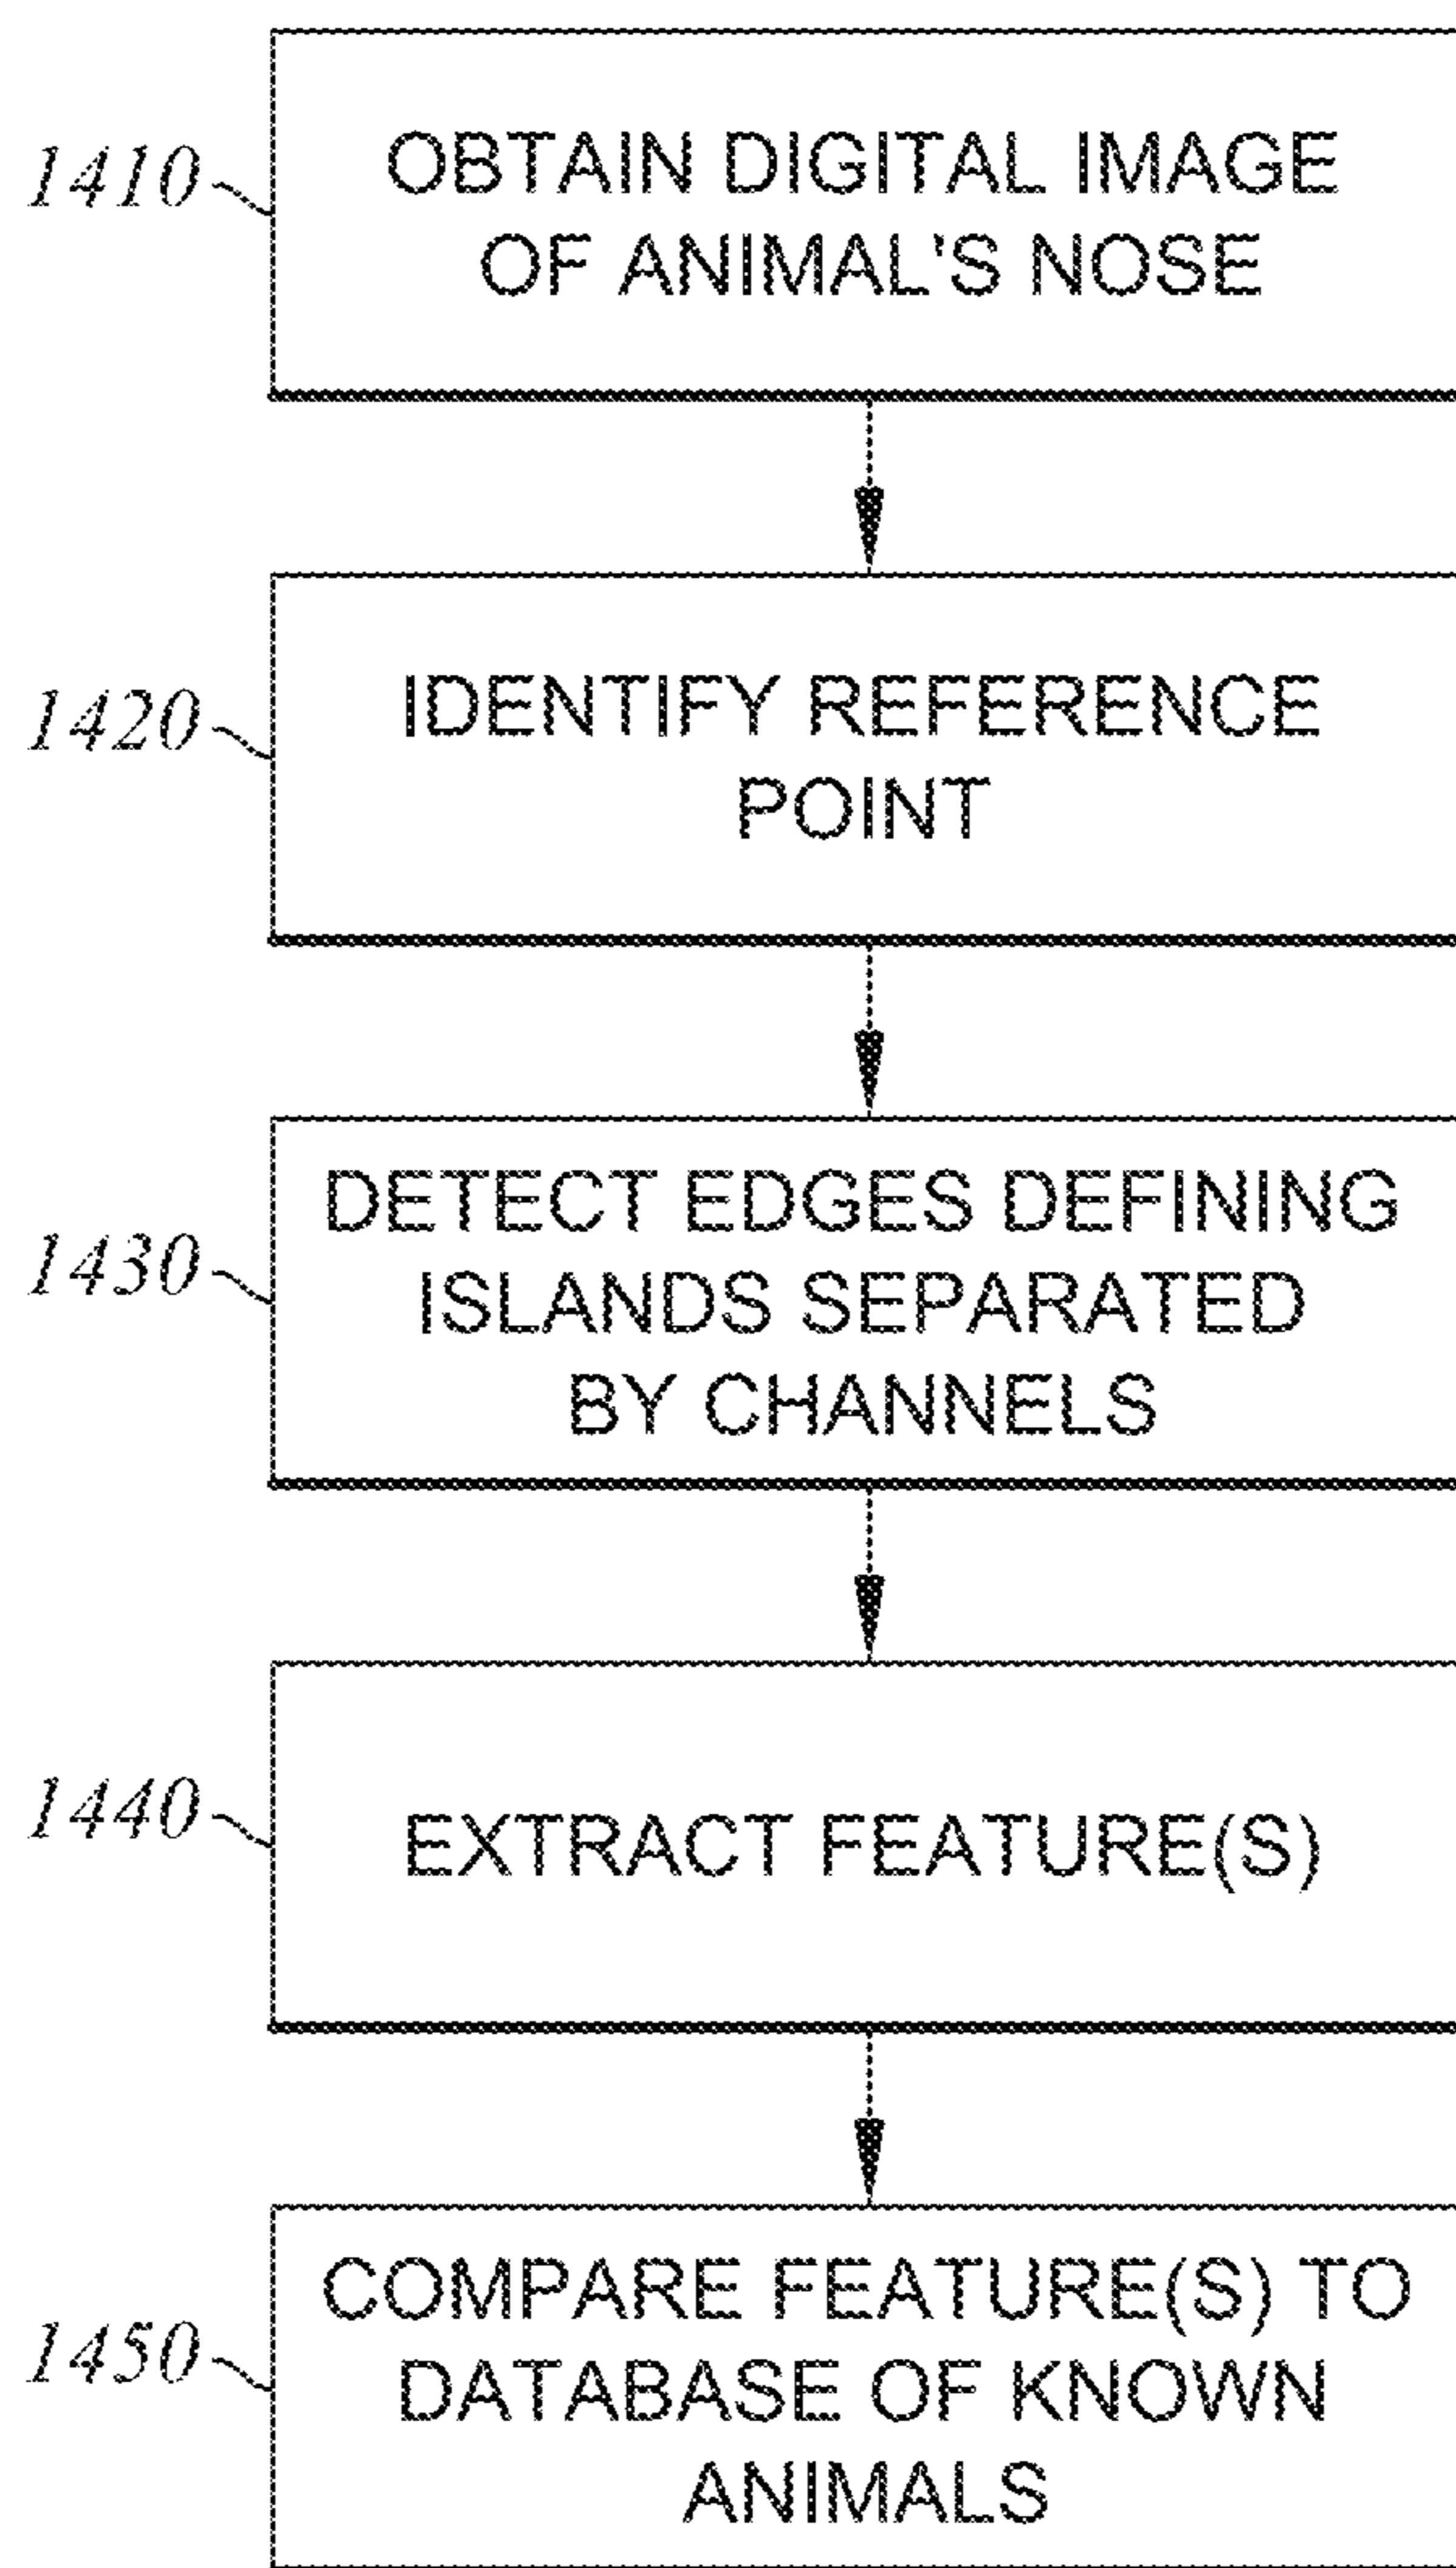 1410
OBTAIN DIGITAL IMAGE
OF ANIMAL'S NOSE
1420
IDENTIFY REFERENCE
POINT
1430
DETECT EDGES DEFINING
ISLANDS SEPARATED
BY CHANNELS
1440
EXTRACT FEATURE(S)
1450
COMPARE FEATURE(S) TO
DATABASE OF KNOWN
ANIMALS